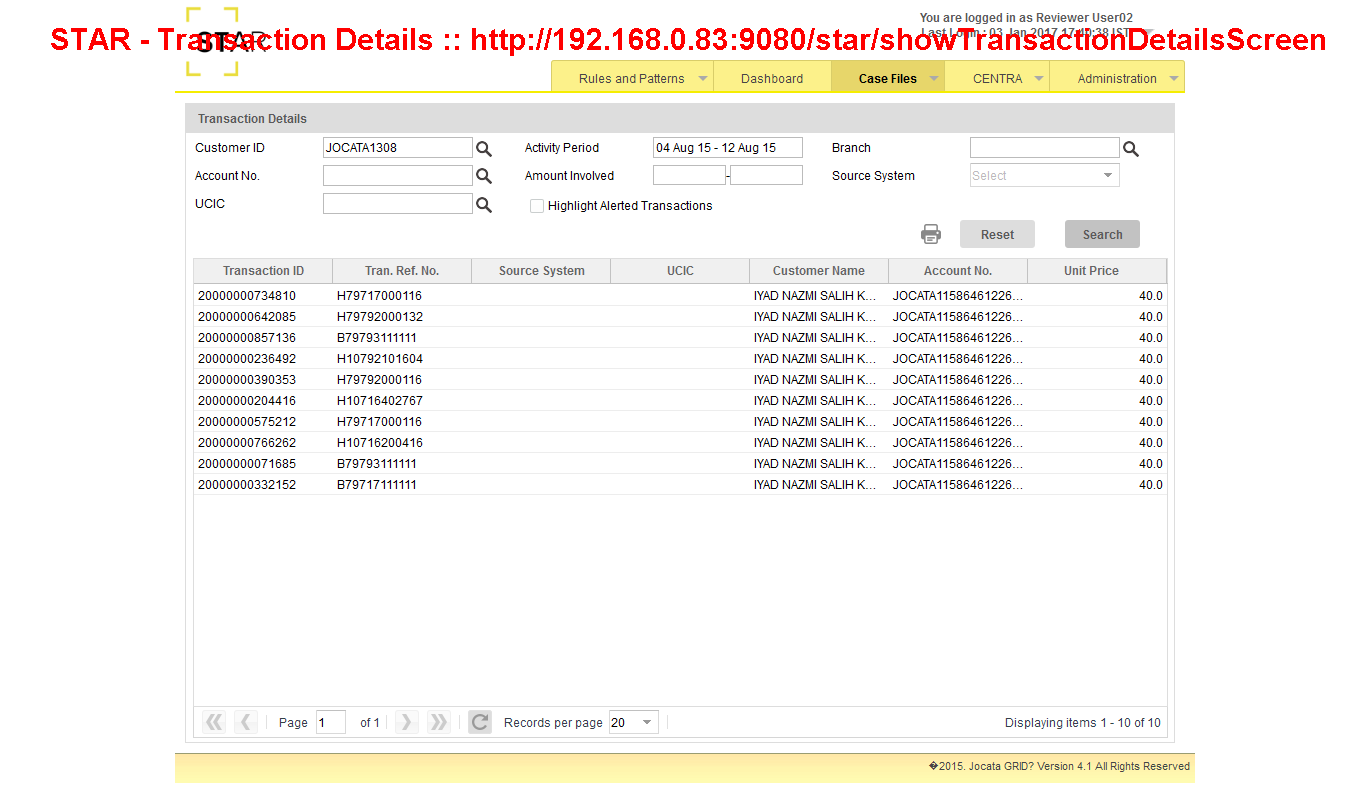 You are logged in as Reviewer User02
STAR - Transaction Details :: http://192.168.0.83:9080/star/showTransactionDetailsScreen
STAR
Last Login : 03 Jan 2017 17:40:38 IST
Rules and Patterns Dashboard Case Files CENTRA Administration
Transaction Details
Customer ID JOCATA1308 Activity Period 04 Aug 15 - 12 Aug 15 Branch
Account No. Amount Involved - Source System Select
UCIC Highlight Alerted Transactions
Reset Search
Transaction ID Tran. Ref. No. Source System UCIC Customer Name Account No. Unit Price
20000000734810 H79717000116 IYAD NAZMI SALIH K... JOCATA11586461226... 40.0
20000000642085 H79792000132 IYAD NAZMI SALIH K... JOCATA11586461226... 40.0
20000000857136 B79793111111 IYAD NAZMI SALIH K... JOCATA11586461226... 40.0
20000000236492 H10792101604 IYAD NAZMI SALIH K... JOCATA11586461226... 40.0
20000000390353 H79792000116 IYAD NAZMI SALIH K... JOCATA11586461226... 40.0
20000000204416 H10716402767 IYAD NAZMI SALIH K... JOCATA11586461226... 40.0
20000000575212 H79717000116 IYAD NAZMI SALIH K... JOCATA11586461226... 40.0
20000000766262 H10716200416 IYAD NAZMI SALIH K... JOCATA11586461226... 40.0
20000000071685 B79793111111 IYAD NAZMI SALIH K... JOCATA11586461226... 40.0
20000000332152 B79717111111 IYAD NAZMI SALIH K... JOCATA11586461226... 40.0
Page 1 of 1 Records per page 20 Displaying items 1 - 10 of 10
�2015. Jocata GRID? Version 4.1 All Rights Reserved